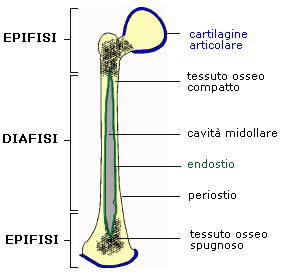 EPIFISI
cartilagine
articolare
tessuto osseo
compatto
DIAFISI
cavità midollare
endostio
periostio
EPIFISI
tessuto osseo
spugnoso